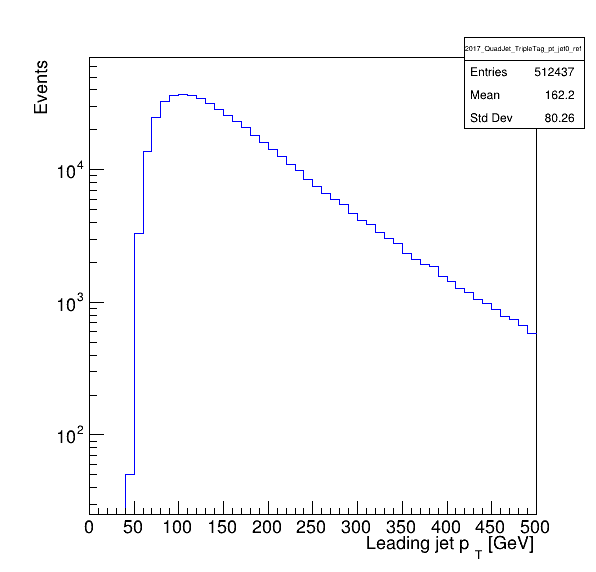 2017_QuadJet_TripleTag_pt_jet0_ref
Entries 512437
Mean 162.2
Std Dev 80.26
Events
10^4
10^3
10^2
0 50 100 150 200 250 300 350 400 450 500
Leading jet p_T [GeV]